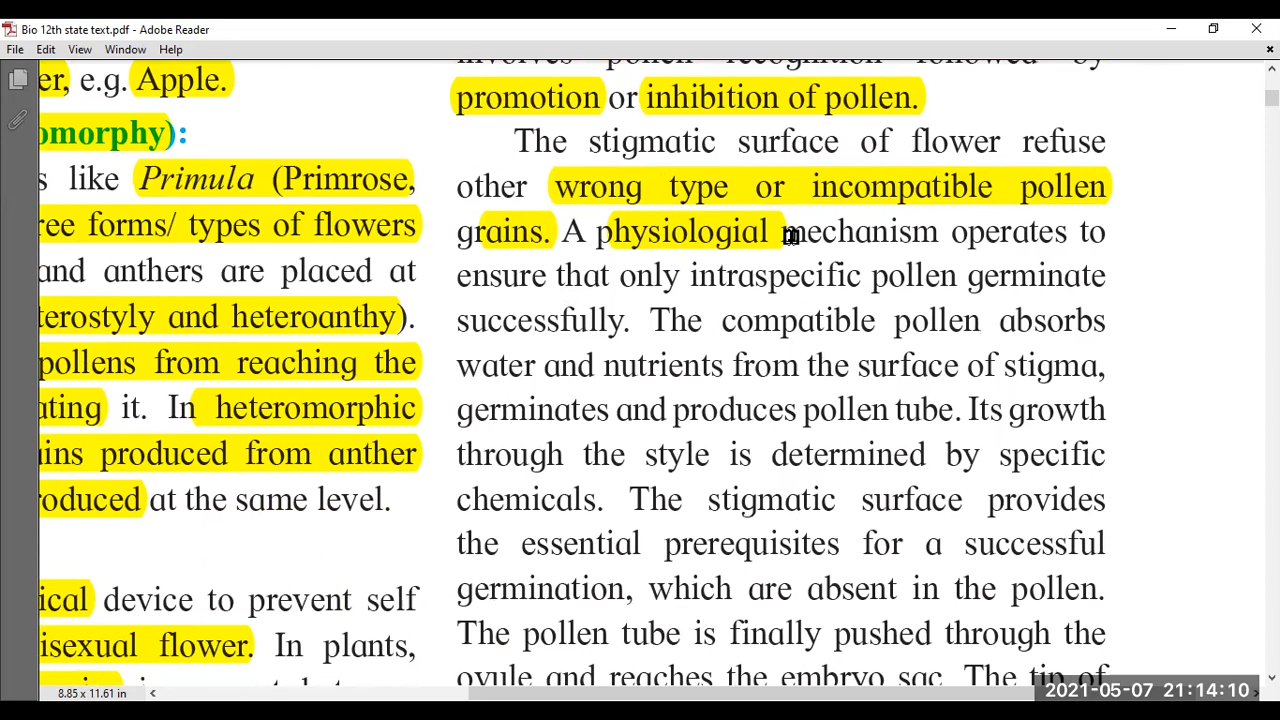 Bio 12th state text.pdf - Adobe Reader
File Edit View Window Help
er, e.g. Apple.
omorphy):
s like Primula (Primrose,
ree forms/ types of flowers
and anthers are placed at
terostyly and heteroanthy).
pollens from reaching the
ating it. In heteromorphic
ins produced from anther
roduced at the same level.
ical device to prevent self
isexual flower. In plants,
involves pollen recognition followed by
promotion or inhibition of pollen.
The stigmatic surface of flower refuse
other wrong type or incompatible pollen
grains. A physiologial mechanism operates to
ensure that only intraspecific pollen germinate
successfully. The compatible pollen absorbs
water and nutrients from the surface of stigma,
germinates and produces pollen tube. Its growth
through the style is determined by specific
chemicals. The stigmatic surface provides
the essential prerequisites for a successful
germination, which are absent in the pollen.
The pollen tube is finally pushed through the
ovule and reaches the embryo sac. The tip of
8.85 x 11.61 in
2021-05-07 21:14:10